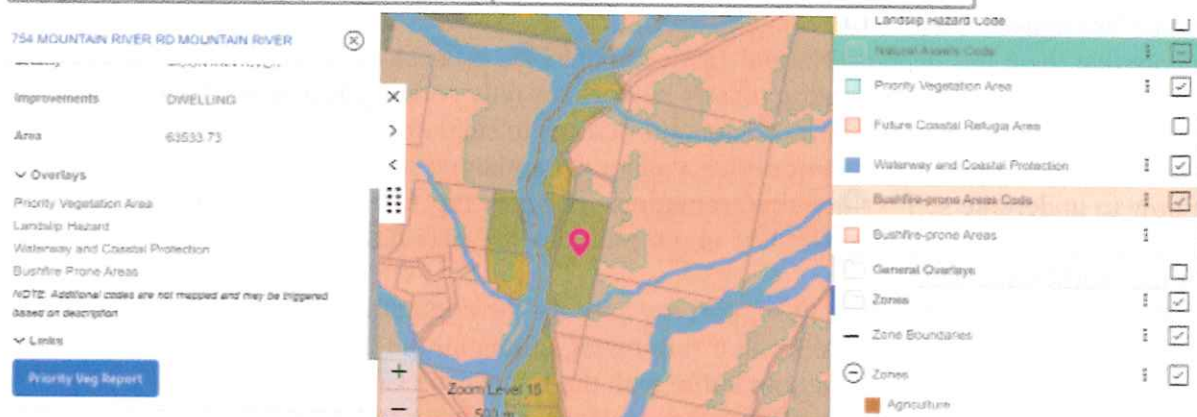 754 MOUNTAIN RIVER RD MOUNTAIN RIVER
MOUNTAIN RIVER
Improvements DWELLING
Area 63533.73
Overlays
Priority Vegetation Area
Landslip Hazard
Waterway and Coastal Protection
Bushfire Prone Areas
NOTE: Additional codes are not mapped and may be triggered
based on description
Links
Priority Veg Report
+
Zoom Level 15
500 m
−
Landslip Hazard Code
Natural Assets Code
Priority Vegetation Area
Future Coastal Refugia Area
Waterway and Coastal Protection
Bushfire-prone Areas Code
Bushfire-prone Areas
General Overlays
Zones
Zone Boundaries
Zones
Agriculture